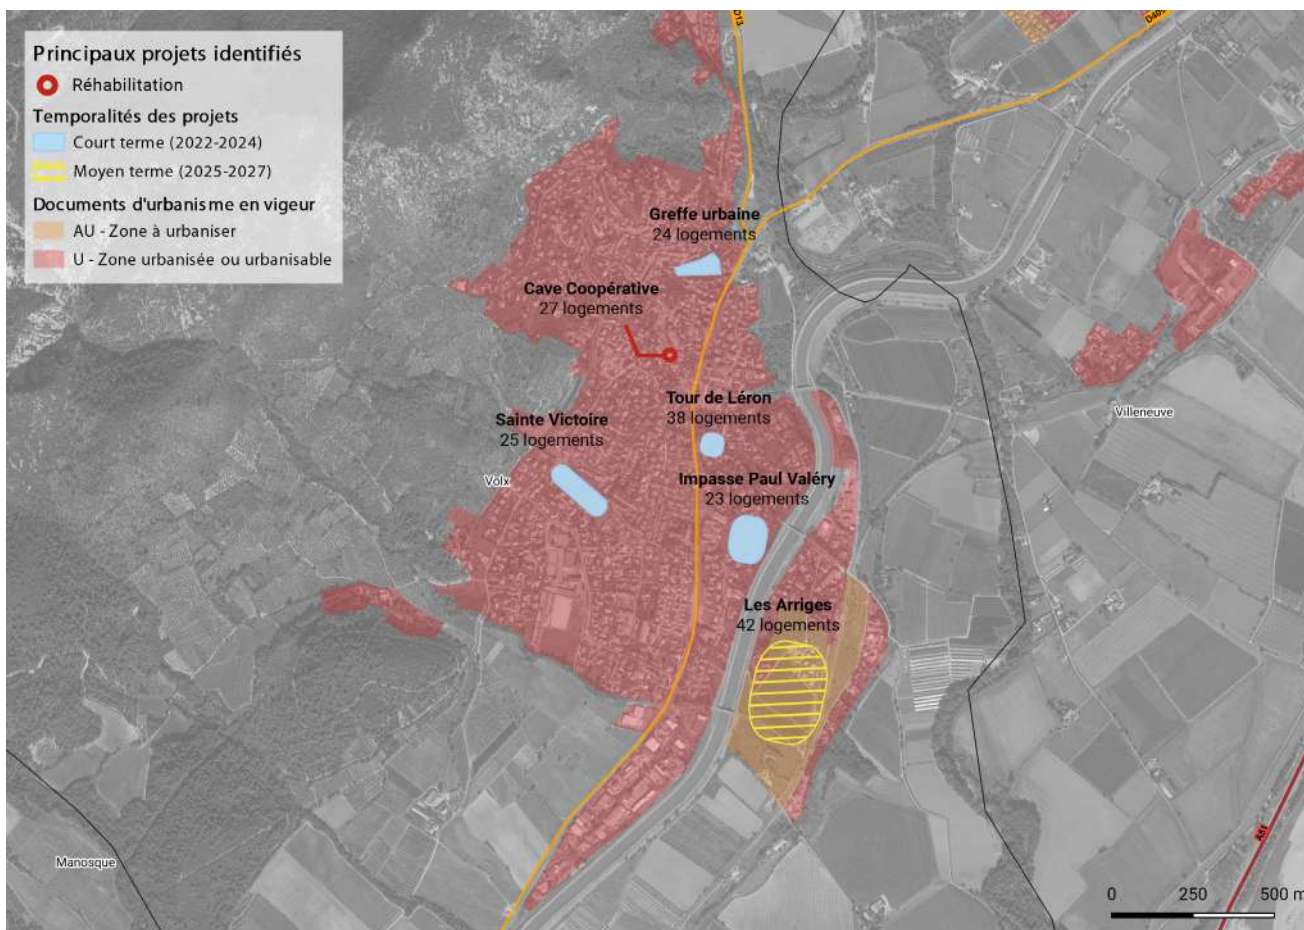 Principaux projets identifiés
Réhabilitation
Temporalités des projets
Court terme (2022-2024)
Moyen terme (2025-2027)
Documents d'urbanisme en vigeur
AU - Zone à urbaniser
U - Zone urbanisée ou urbanisable
D13
Greffe urbaine
24 logements
Cave Coopérative
27 logements
Tour de Léron
38 logements
Sainte Victoire
25 logements
Villeneuve
Volx
Impasse Paul Valéry
23 logements
Les Arriges
42 logements
Manosque
A51
0 250 500 m